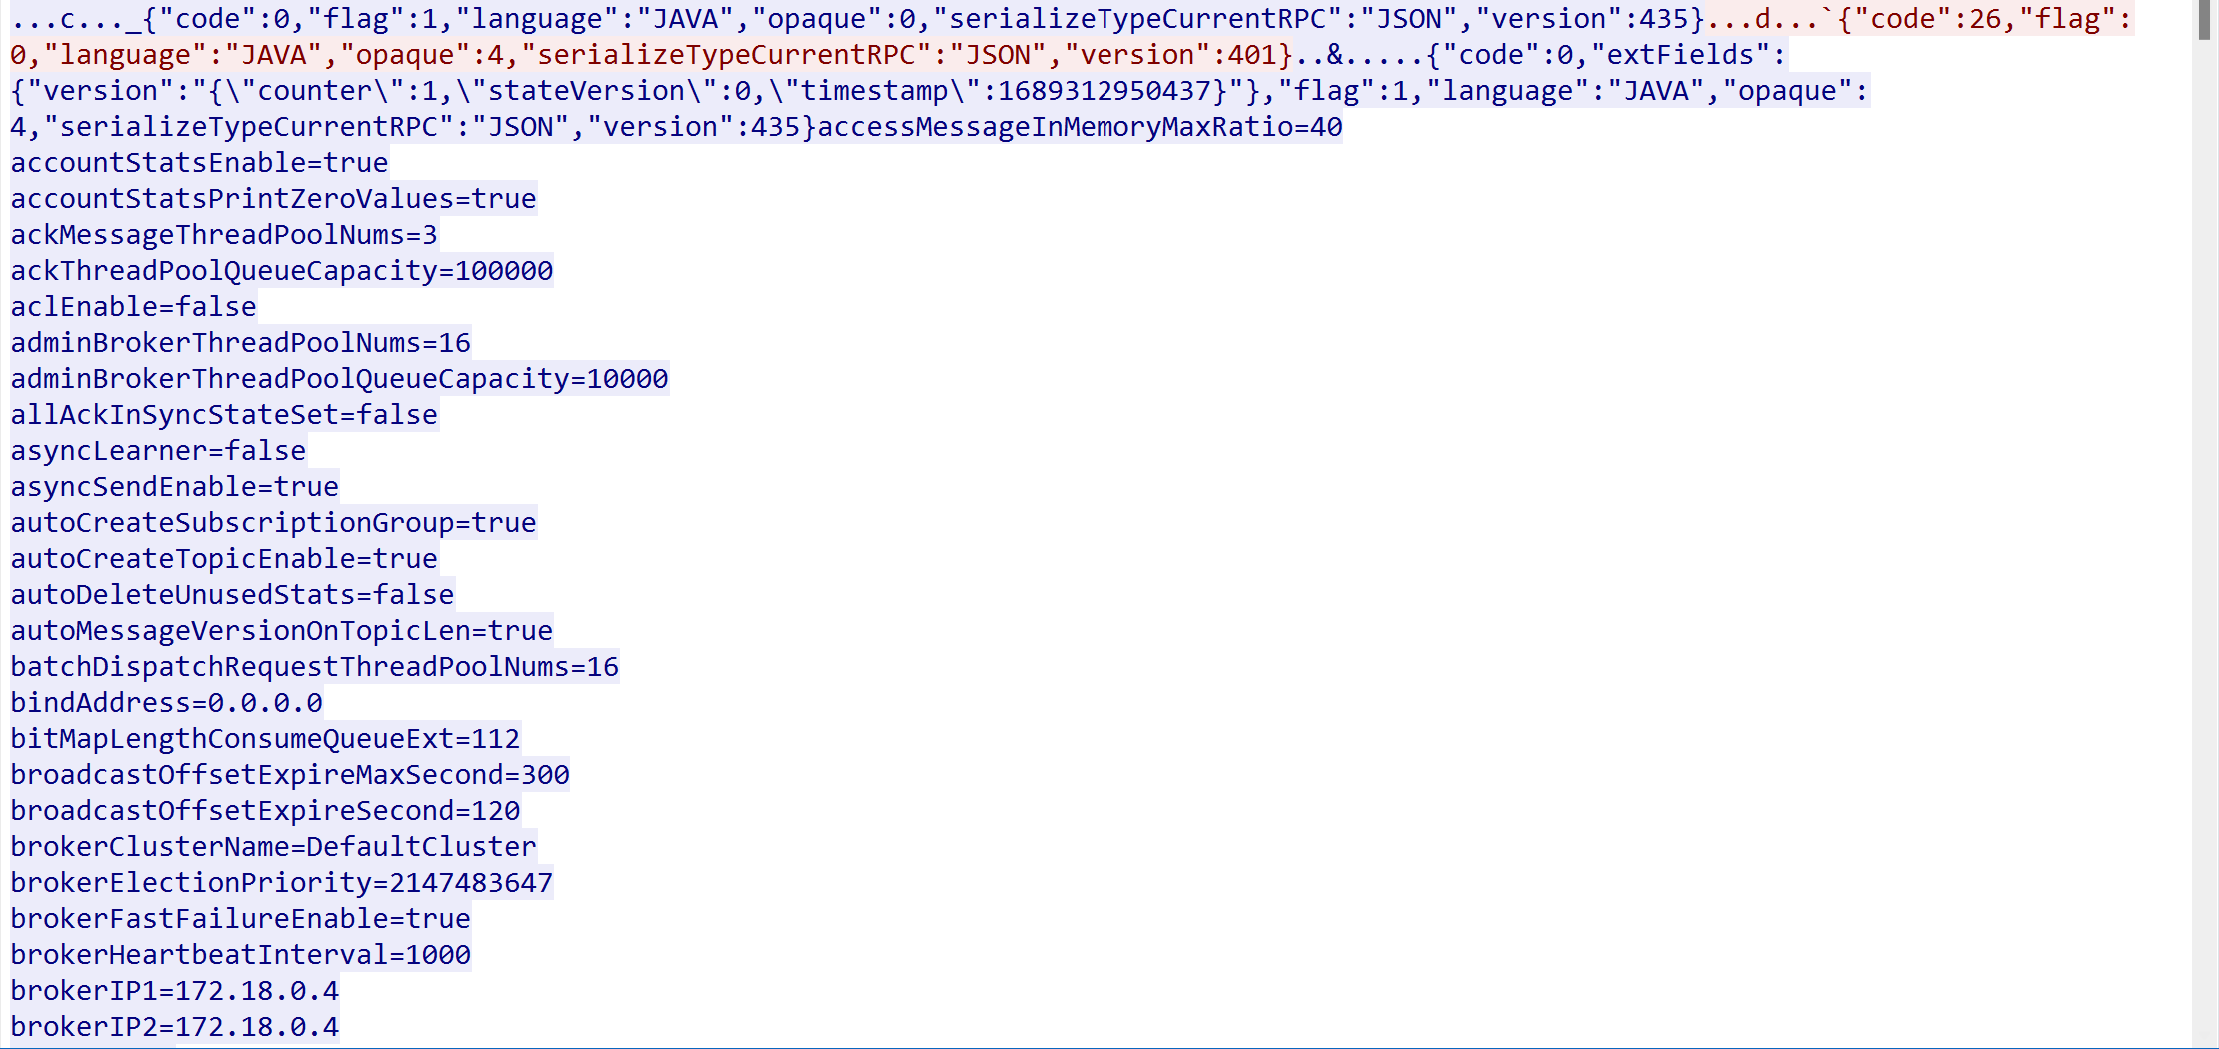 ...c..._{"code":0,"flag":1,"language":"JAVA","opaque":0,"serializeTypeCurrentRPC":"JSON","version":435}...d...`{"code":26,"flag":
0,"language":"JAVA","opaque":4,"serializeTypeCurrentRPC":"JSON","version":401}..&.....{"code":0,"extFields":
{"version":"{\"counter\":1,\"stateVersion\":0,\"timestamp\":1689312950437}"},"flag":1,"language":"JAVA","opaque":
4,"serializeTypeCurrentRPC":"JSON","version":435}accessMessageInMemoryMaxRatio=40
accountStatsEnable=true
accountStatsPrintZeroValues=true
ackMessageThreadPoolNums=3
ackThreadPoolQueueCapacity=100000
aclEnable=false
adminBrokerThreadPoolNums=16
adminBrokerThreadPoolQueueCapacity=10000
allAckInSyncStateSet=false
asyncLearner=false
asyncSendEnable=true
autoCreateSubscriptionGroup=true
autoCreateTopicEnable=true
autoDeleteUnusedStats=false
autoMessageVersionOnTopicLen=true
batchDispatchRequestThreadPoolNums=16
bindAddress=0.0.0.0
bitMapLengthConsumeQueueExt=112
broadcastOffsetExpireMaxSecond=300
broadcastOffsetExpireSecond=120
brokerClusterName=DefaultCluster
brokerElectionPriority=2147483647
brokerFastFailureEnable=true
brokerHeartbeatInterval=1000
brokerIP1=172.18.0.4
brokerIP2=172.18.0.4